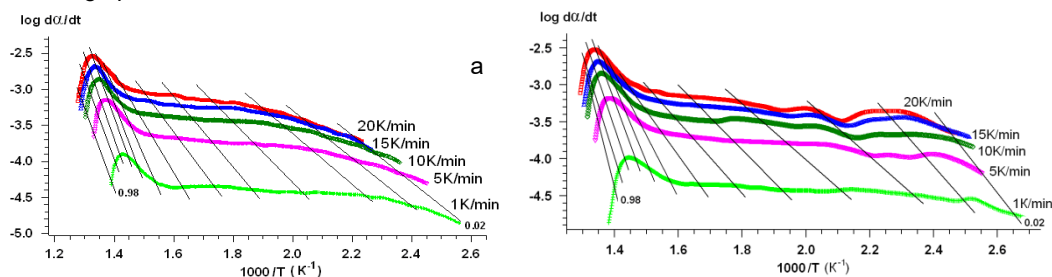 log dα/dt
-2.5
-3.0
-3.5
-4.0
-4.5
-5.0
20K/min
15K/min
10K/min
5K/min
1K/min
0.98
0.02
1.4 1.6 1.8 2.0 2.2 2.4 2.6
1000 /T (K⁻¹)
a
log dα/dt
-2.5
-3.0
-3.5
-4.0
-4.5
20K/min
15K/min
10K/min
5K/min
1K/min
0.98
0.02
1.4 1.6 1.8 2.0 2.2 2.4 2.6
1000 /T (K⁻¹)